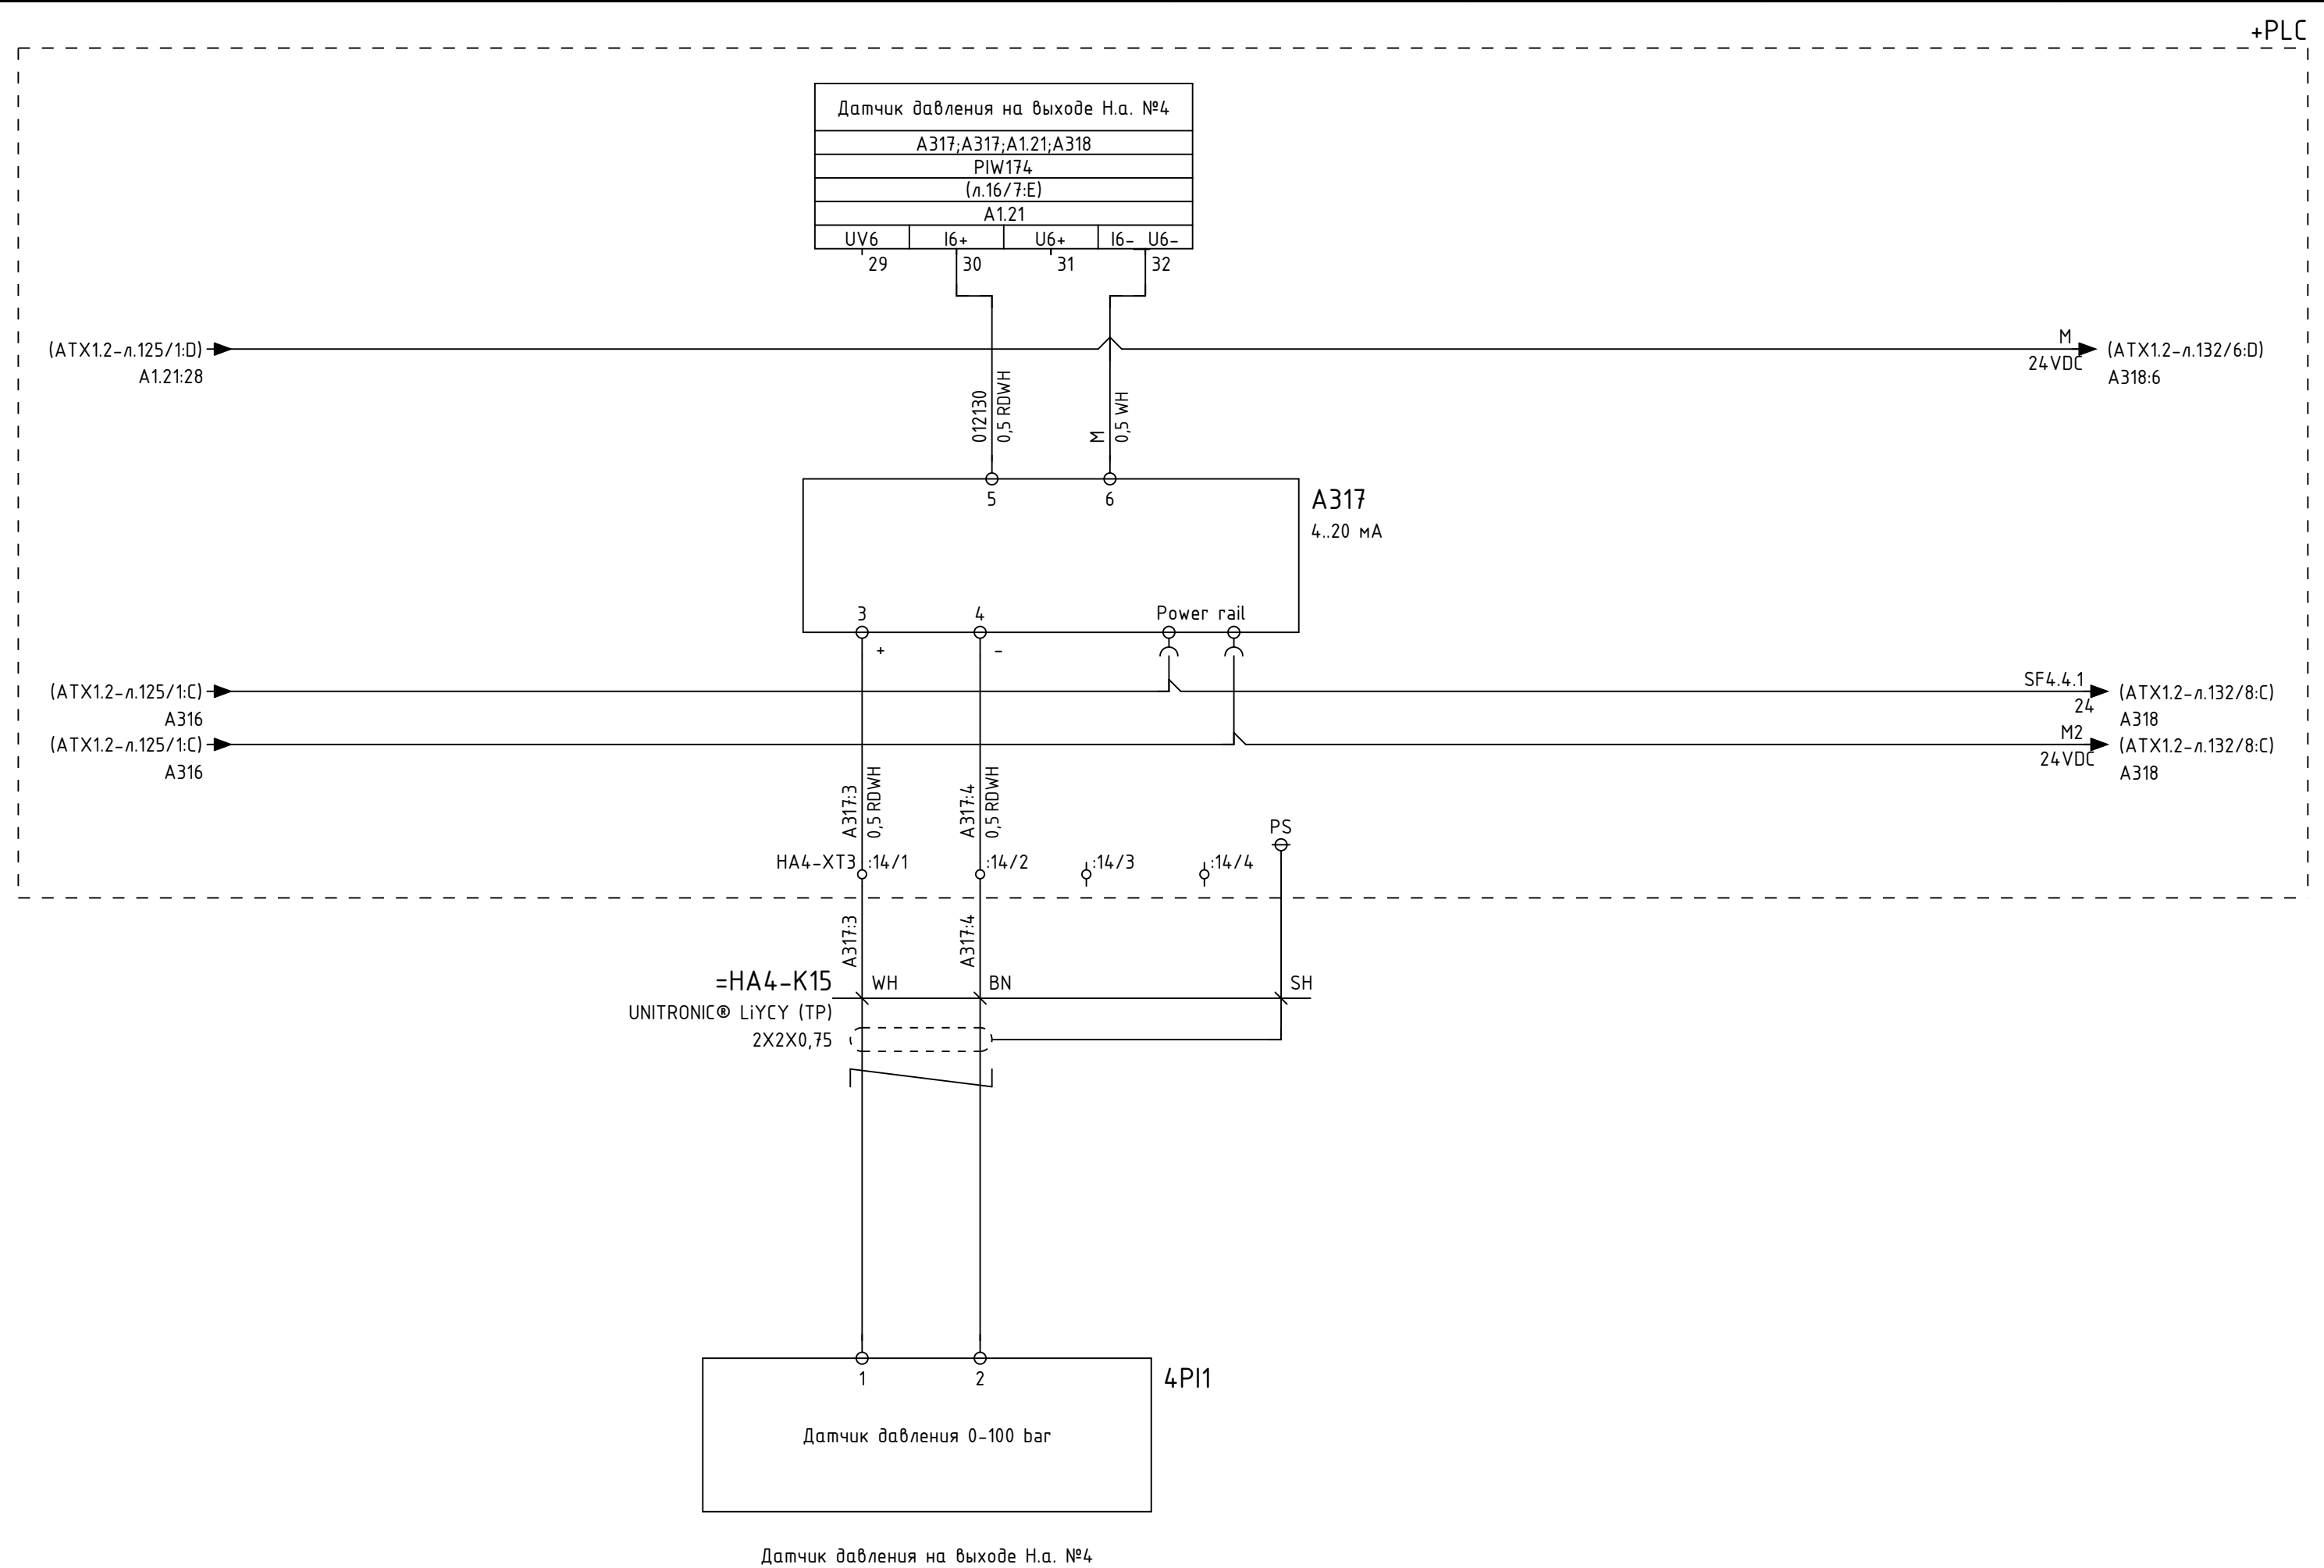 +PLC
Датчик давления на выходе Н.а. №4
A317;A317;A1.21;A318
PIW174
(л.16/7:E)
A1.21
UV6 I6+ U6+ I6- U6-
29 30 31 32
(ATX1.2-л.125/1:D)
A1.21:28
M
24VDC
(ATX1.2-л.132/6:D)
A318:6
012130
0,5 RDWH
M
0,5 WH
5 6
A317
4..20 мА
3 4 Power rail
+ -
(ATX1.2-л.125/1:C)
A316
SF4.4.1
24
(ATX1.2-л.132/8:C)
A318
(ATX1.2-л.125/1:C)
A316
M2
24VDC
(ATX1.2-л.132/8:C)
A318
A317:3
0,5 RDWH
A317:4
0,5 RDWH
PS
HA4-XT3 :14/1 :14/2 :14/3 :14/4
A317:3
A317:4
=HA4-K15 WH BN SH
UNITRONIC® LiYCY (TP)
2X2X0,75
1 2
4PI1
Датчик давления 0-100 bar
Датчик давления на выходе Н.а. №4